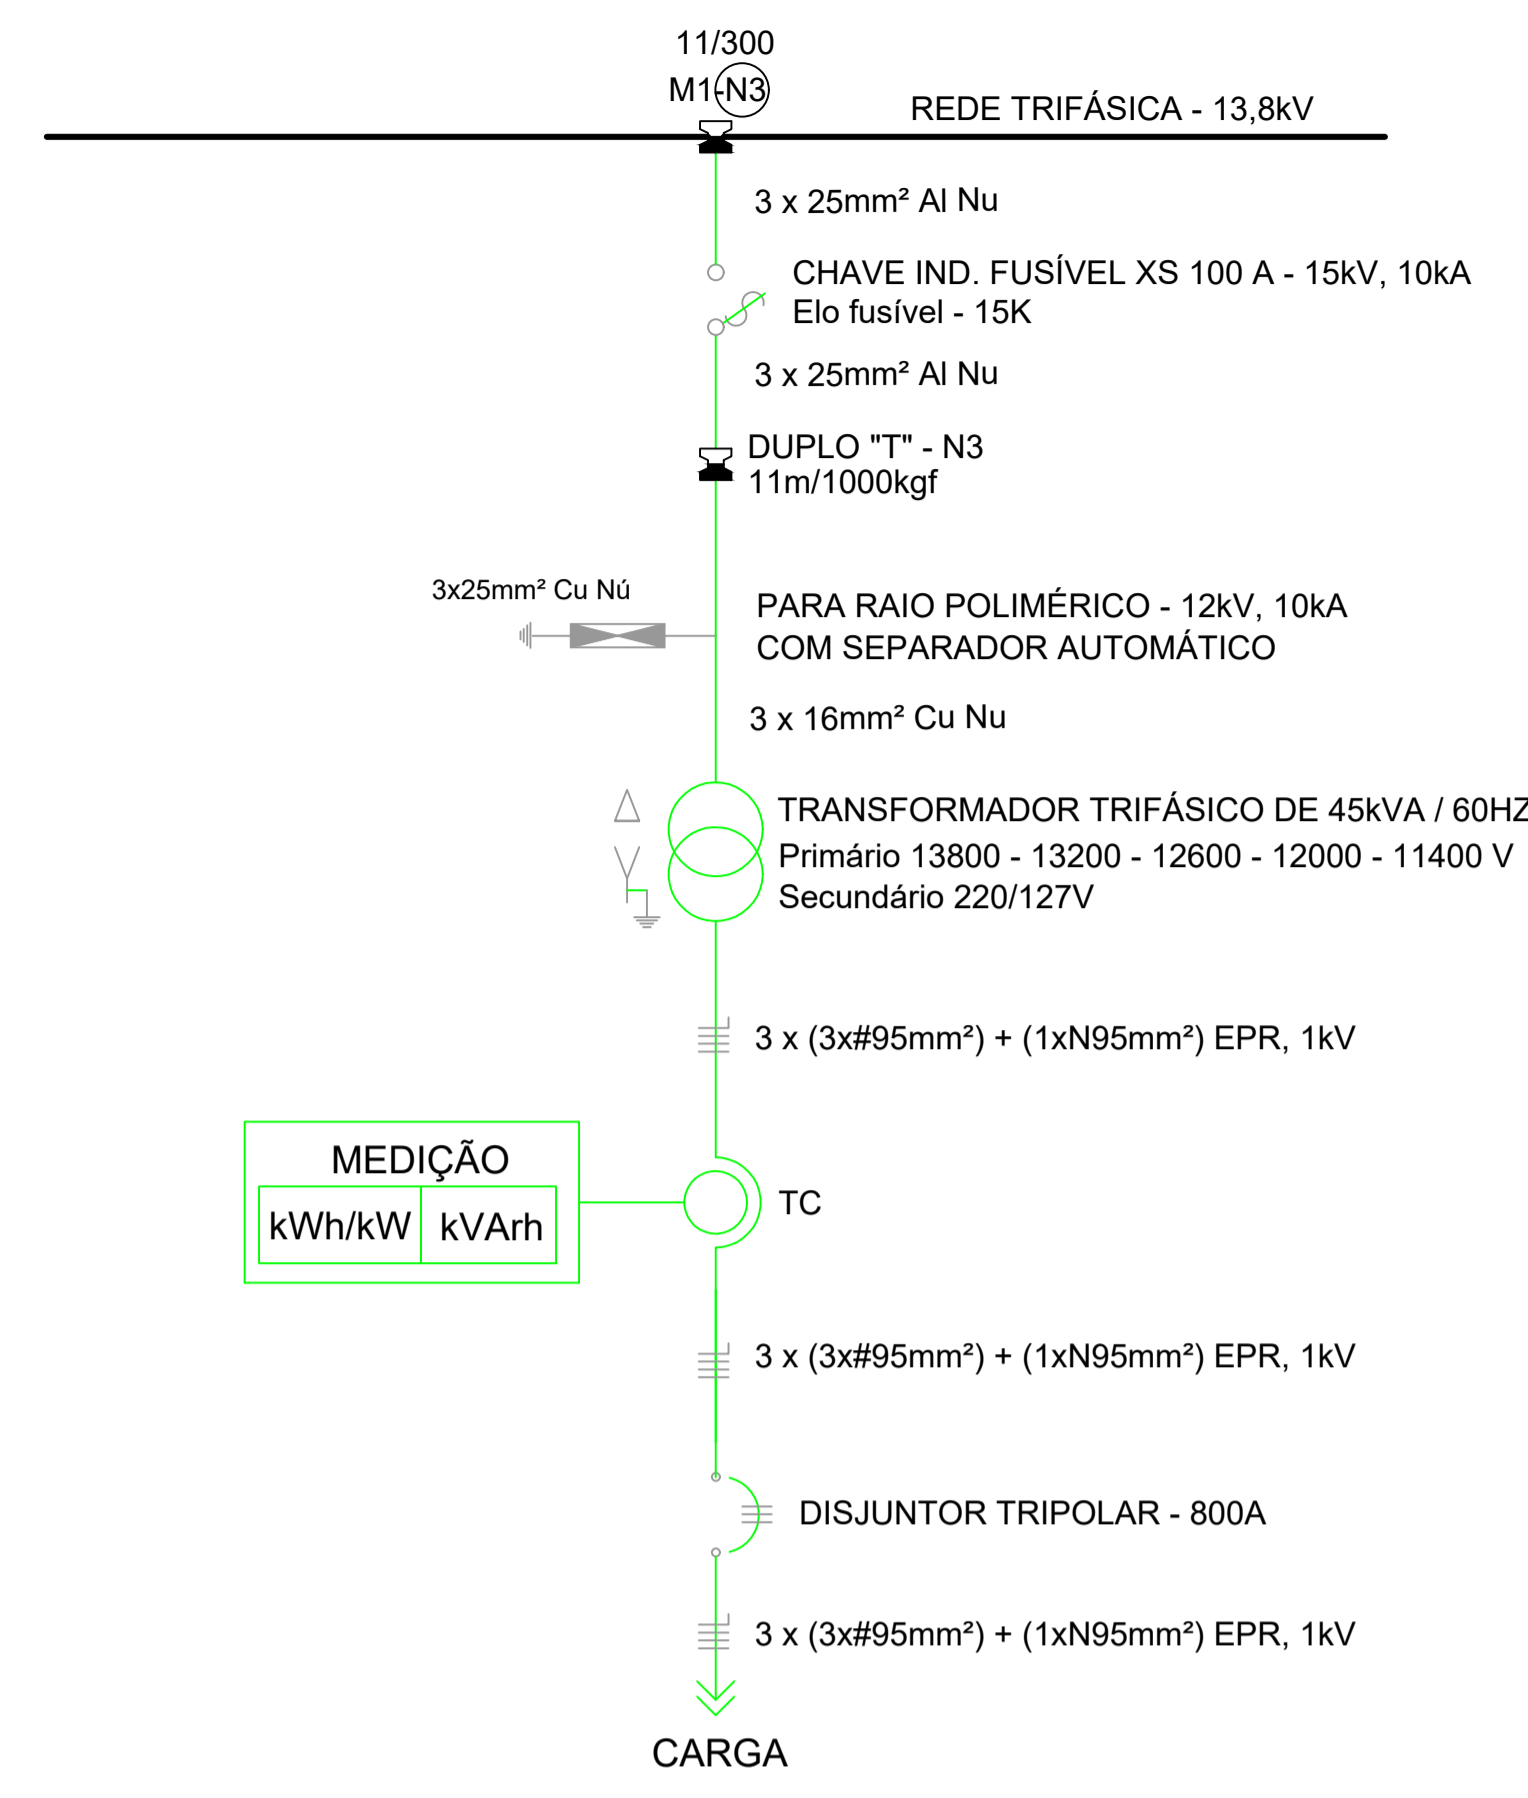 11/300
M1-N3
REDE TRIFÁSICA - 13,8kV
3 x 25mm² Al Nu
CHAVE IND. FUSÍVEL XS 100 A - 15kV, 10kA
Elo fusível - 15K
3 x 25mm² Al Nu
DUPLO "T" - N3
11m/1000kgf
3x25mm² Cu Nú
PARA RAIO POLIMÉRICO - 12kV, 10kA
COM SEPARADOR AUTOMÁTICO
3 x 16mm² Cu Nu
TRANSFORMADOR TRIFÁSICO DE 45kVA / 60HZ
Primário 13800 - 13200 - 12600 - 12000 - 11400 V
Secundário 220/127V
3 x (3x#95mm²) + (1xN95mm²) EPR, 1kV
MEDIÇÃO
kWh/kW kVArh
TC
3 x (3x#95mm²) + (1xN95mm²) EPR, 1kV
DISJUNTOR TRIPOLAR - 800A
3 x (3x#95mm²) + (1xN95mm²) EPR, 1kV
CARGA